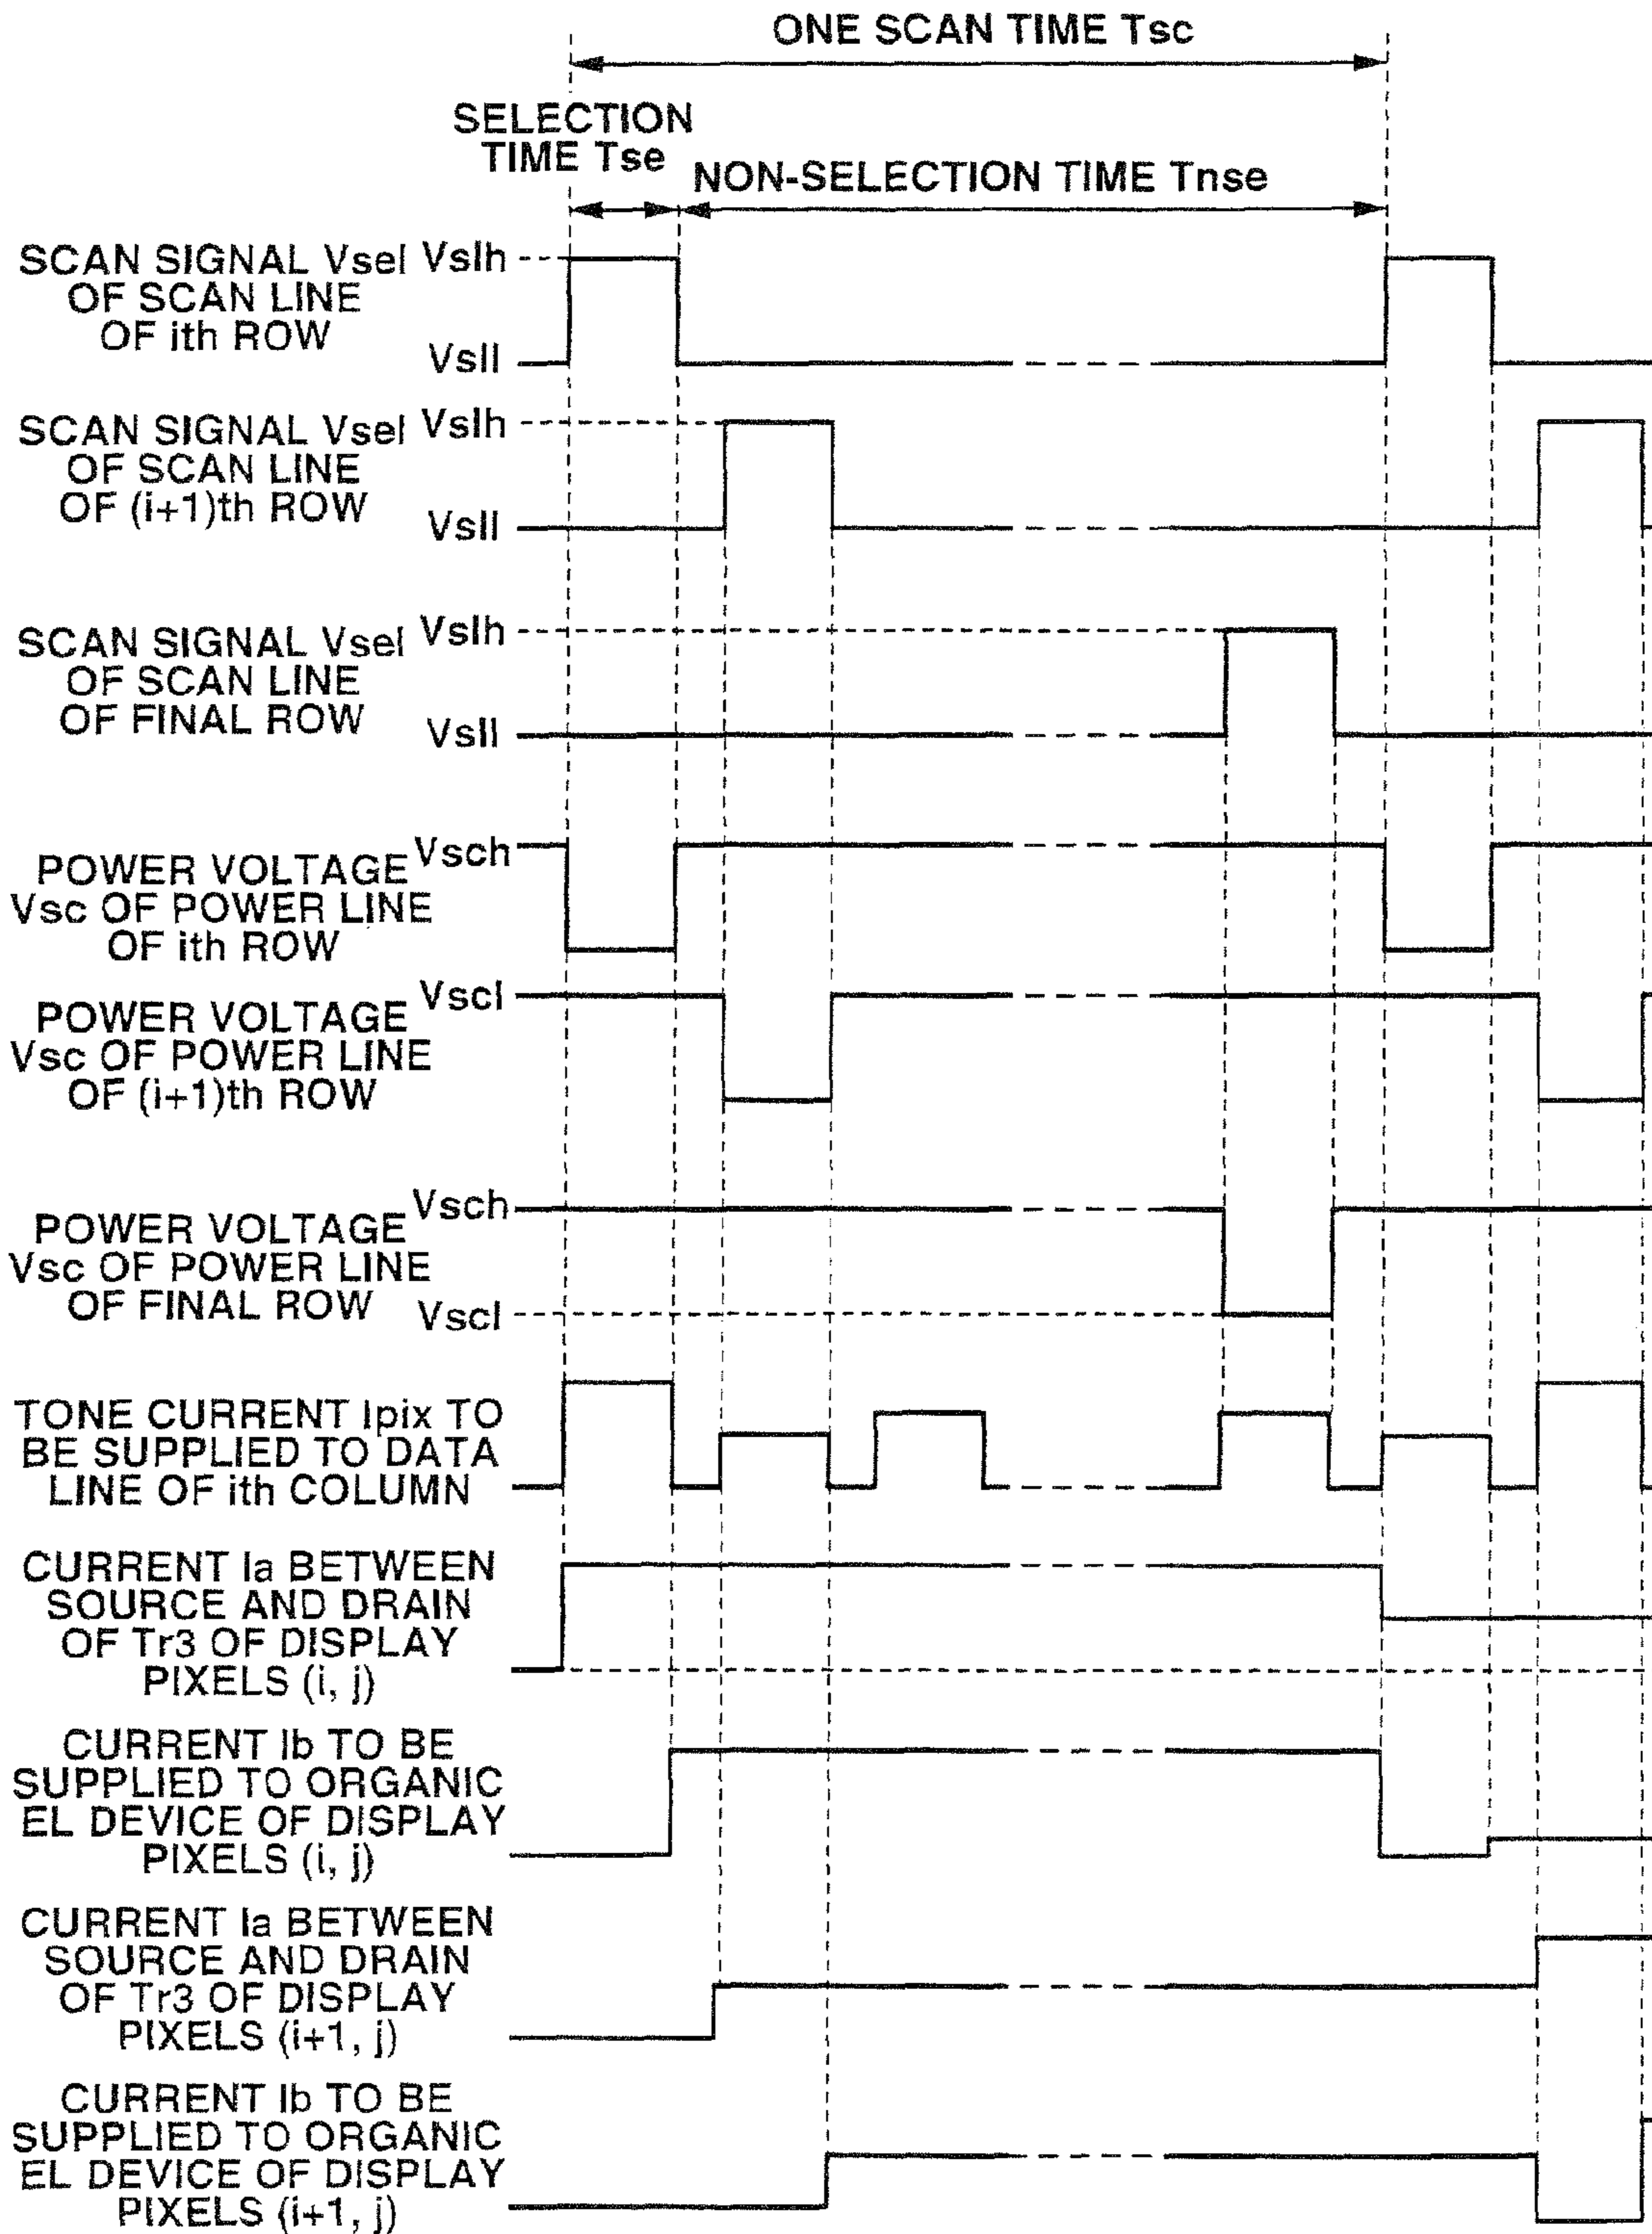 ONE SCAN TIME Tsc
SELECTION
TIME Tse
NON-SELECTION TIME Tnse
SCAN SIGNAL Vsel
OF SCAN LINE
OF ith ROW
Vslh
Vsll
SCAN SIGNAL Vsel
OF SCAN LINE
OF (i+1)th ROW
Vslh
Vsll
SCAN SIGNAL Vsel
OF SCAN LINE
OF FINAL ROW
Vslh
Vsll
POWER VOLTAGE
Vsc OF POWER LINE
OF ith ROW
Vsch
POWER VOLTAGE
Vsc OF POWER LINE
OF (i+1)th ROW
Vscl
POWER VOLTAGE
Vsc OF POWER LINE
OF FINAL ROW
Vsch
Vscl
TONE CURRENT Ipix TO
BE SUPPLIED TO DATA
LINE OF ith COLUMN
CURRENT Ia BETWEEN
SOURCE AND DRAIN
OF Tr3 OF DISPLAY
PIXELS (i, j)
CURRENT Ib TO BE
SUPPLIED TO ORGANIC
EL DEVICE OF DISPLAY
PIXELS (i, j)
CURRENT Ia BETWEEN
SOURCE AND DRAIN
OF Tr3 OF DISPLAY
PIXELS (i+1, j)
CURRENT Ib TO BE
SUPPLIED TO ORGANIC
EL DEVICE OF DISPLAY
PIXELS (i+1, j)